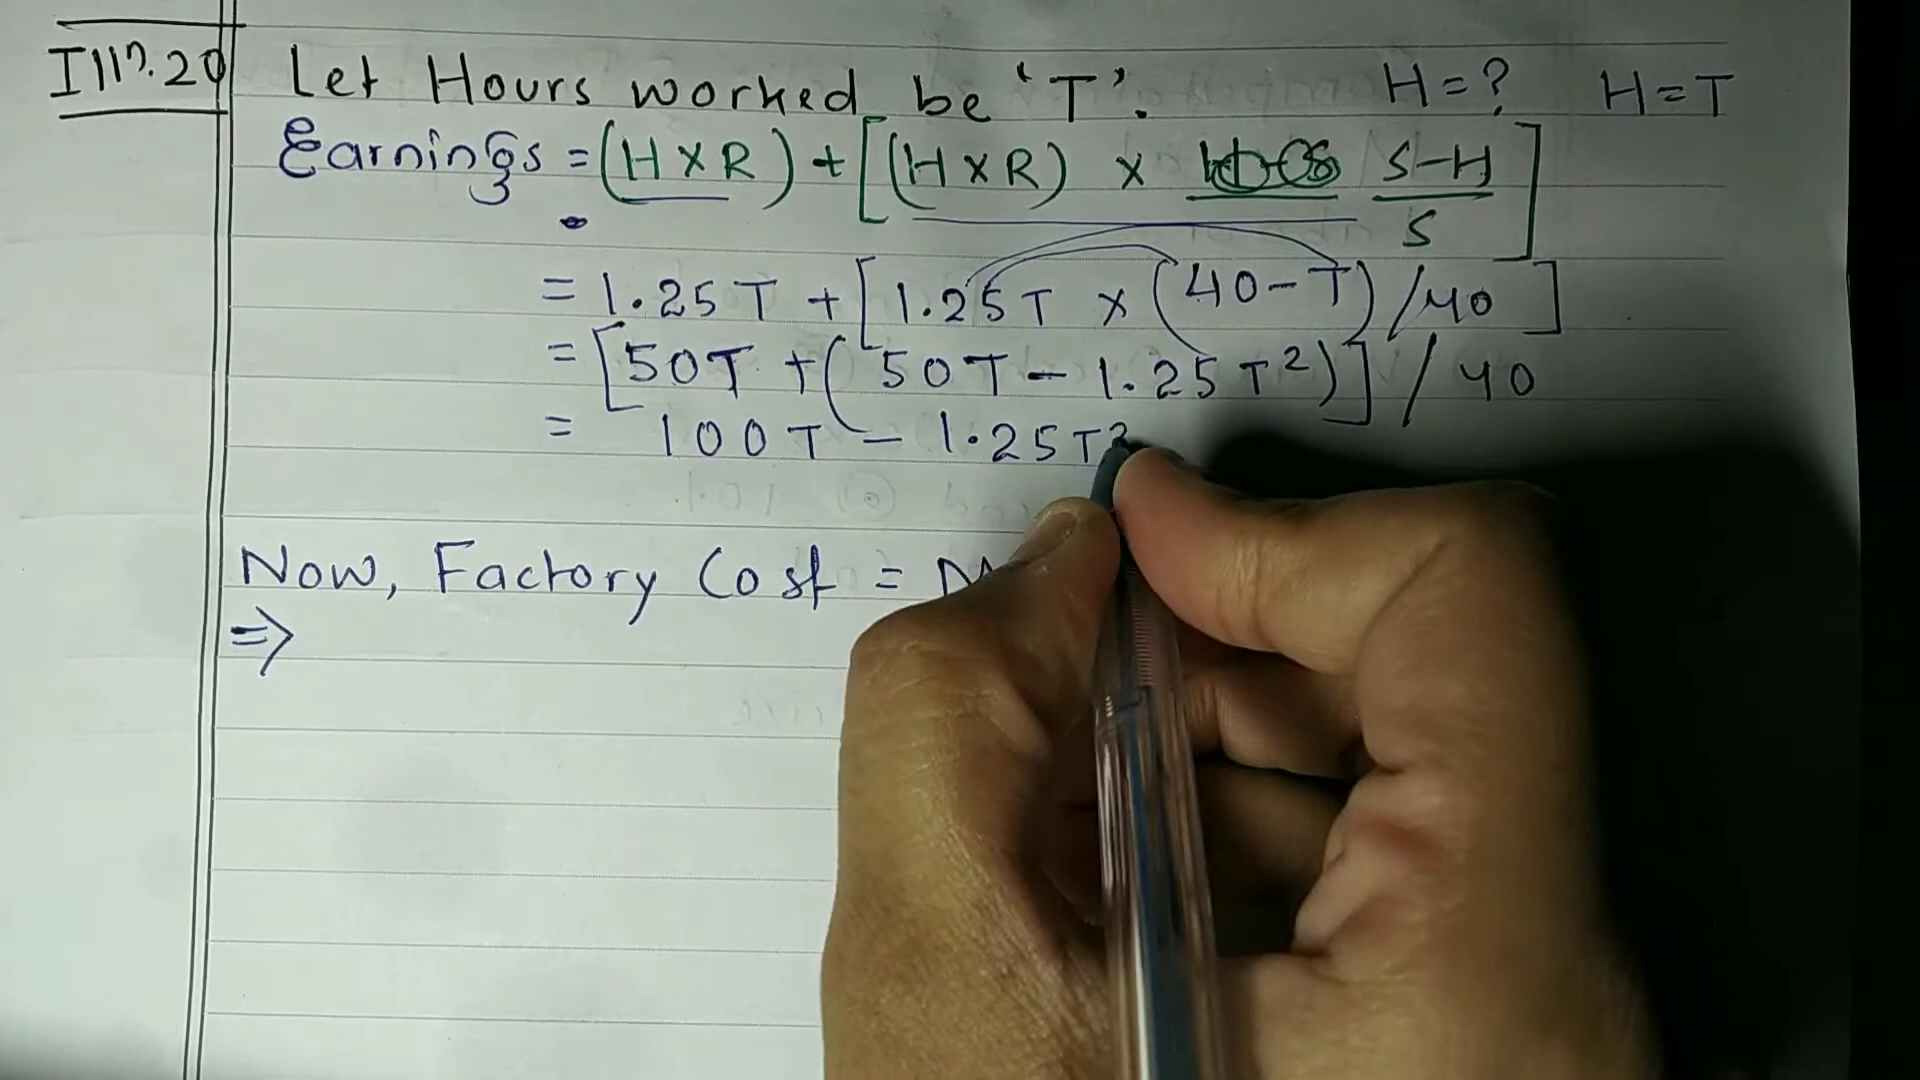 Illn.20 Let Hours worked be 'T'. H=? H=T
Earnings = (H×R) + [(H×R) × S-H/S]
= 1.25T + [1.25T × (40-T)/40]
= [50T + (50T - 1.25T²)] / 40
= 100T - 1.25T²
Now, Factory Cost =
⇒